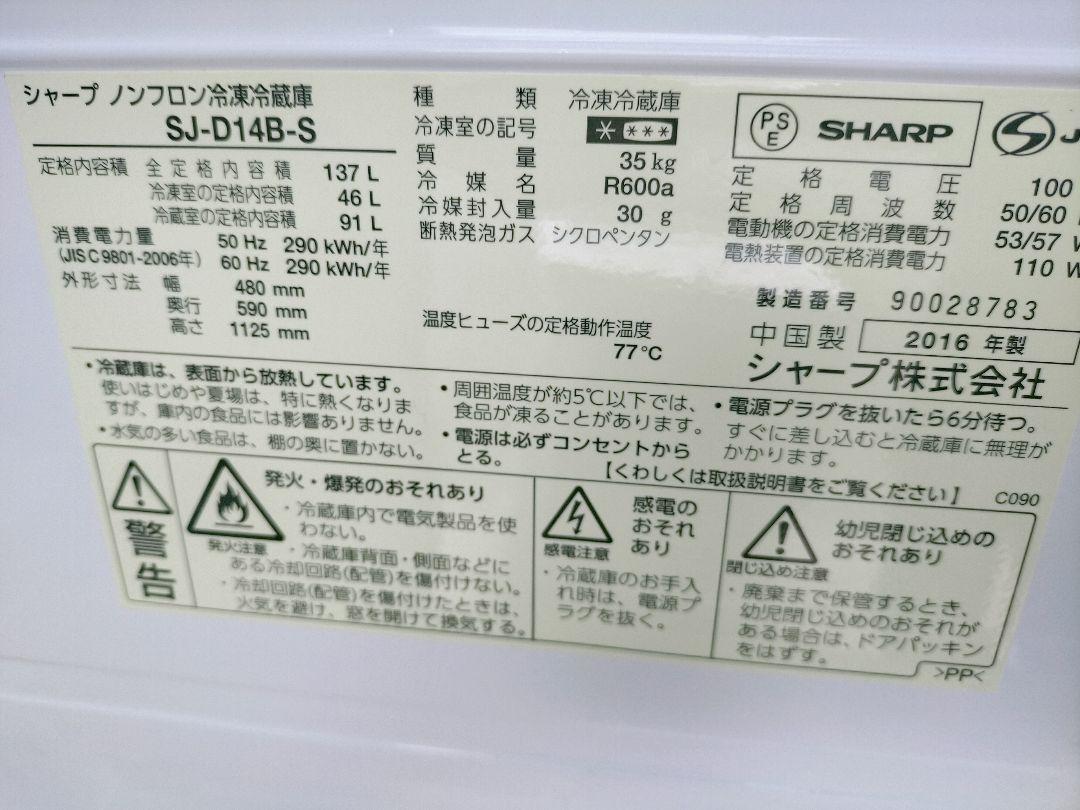 シャープ ノンフロン冷凍冷蔵庫
SJ-D14B-S
定格内容積 全定格内容積 137 L
冷凍室の定格内容積 46 L
冷蔵室の定格内容積 91 L
消費電力量 50 Hz 290 kWh/年
(JIS C 9801-2006年) 60 Hz 290 kWh/年
外形寸法 幅 480 mm
奥行 590 mm
高さ 1125 mm
種類 冷凍冷蔵庫
冷凍室の記号 * ***
質量 35 kg
冷媒名 R600a
冷媒封入量 30 g
断熱発泡ガス シクロペンタン
温度ヒューズの定格動作温度
77℃
PSE SHARP J
定格電圧 100
定格周波数 50/60
電動機の定格消費電力 53/57 W
電熱装置の定格消費電力 110 W
製造番号 90028783
中国製 2016 年製
シャープ株式会社
・冷蔵庫は、表面から放熱しています。
使いはじめや夏場は、特に熱くなりま
すが、庫内の食品には影響ありません。
・水気の多い食品は、棚の奥に置かない。
・周囲温度が約5℃以下では、
食品が凍ることがあります。
・電源は必ずコンセントから
とる。
・電源プラグを抜いたら6分待つ。
すぐに差し込むと冷蔵庫に無理が
かかります。
【くわしくは取扱説明書をご覧ください】 C090
警告
発火・爆発のおそれあり
発火注意
・冷蔵庫内で電気製品を使
わない。
・冷蔵庫背面・側面などに
ある冷却回路(配管)を傷付けない。
・冷却回路(配管)を傷付けたときは、
火気を避け、窓を開けて換気する。
感電の
おそれ
あり
感電注意
・冷蔵庫のお手入
れ時は、電源プ
ラグを抜く。
幼児閉じ込めの
おそれあり
閉じ込め注意
・廃棄まで保管するとき、
幼児閉じ込めのおそれが
ある場合は、ドアパッキン
をはずす。
>PP<